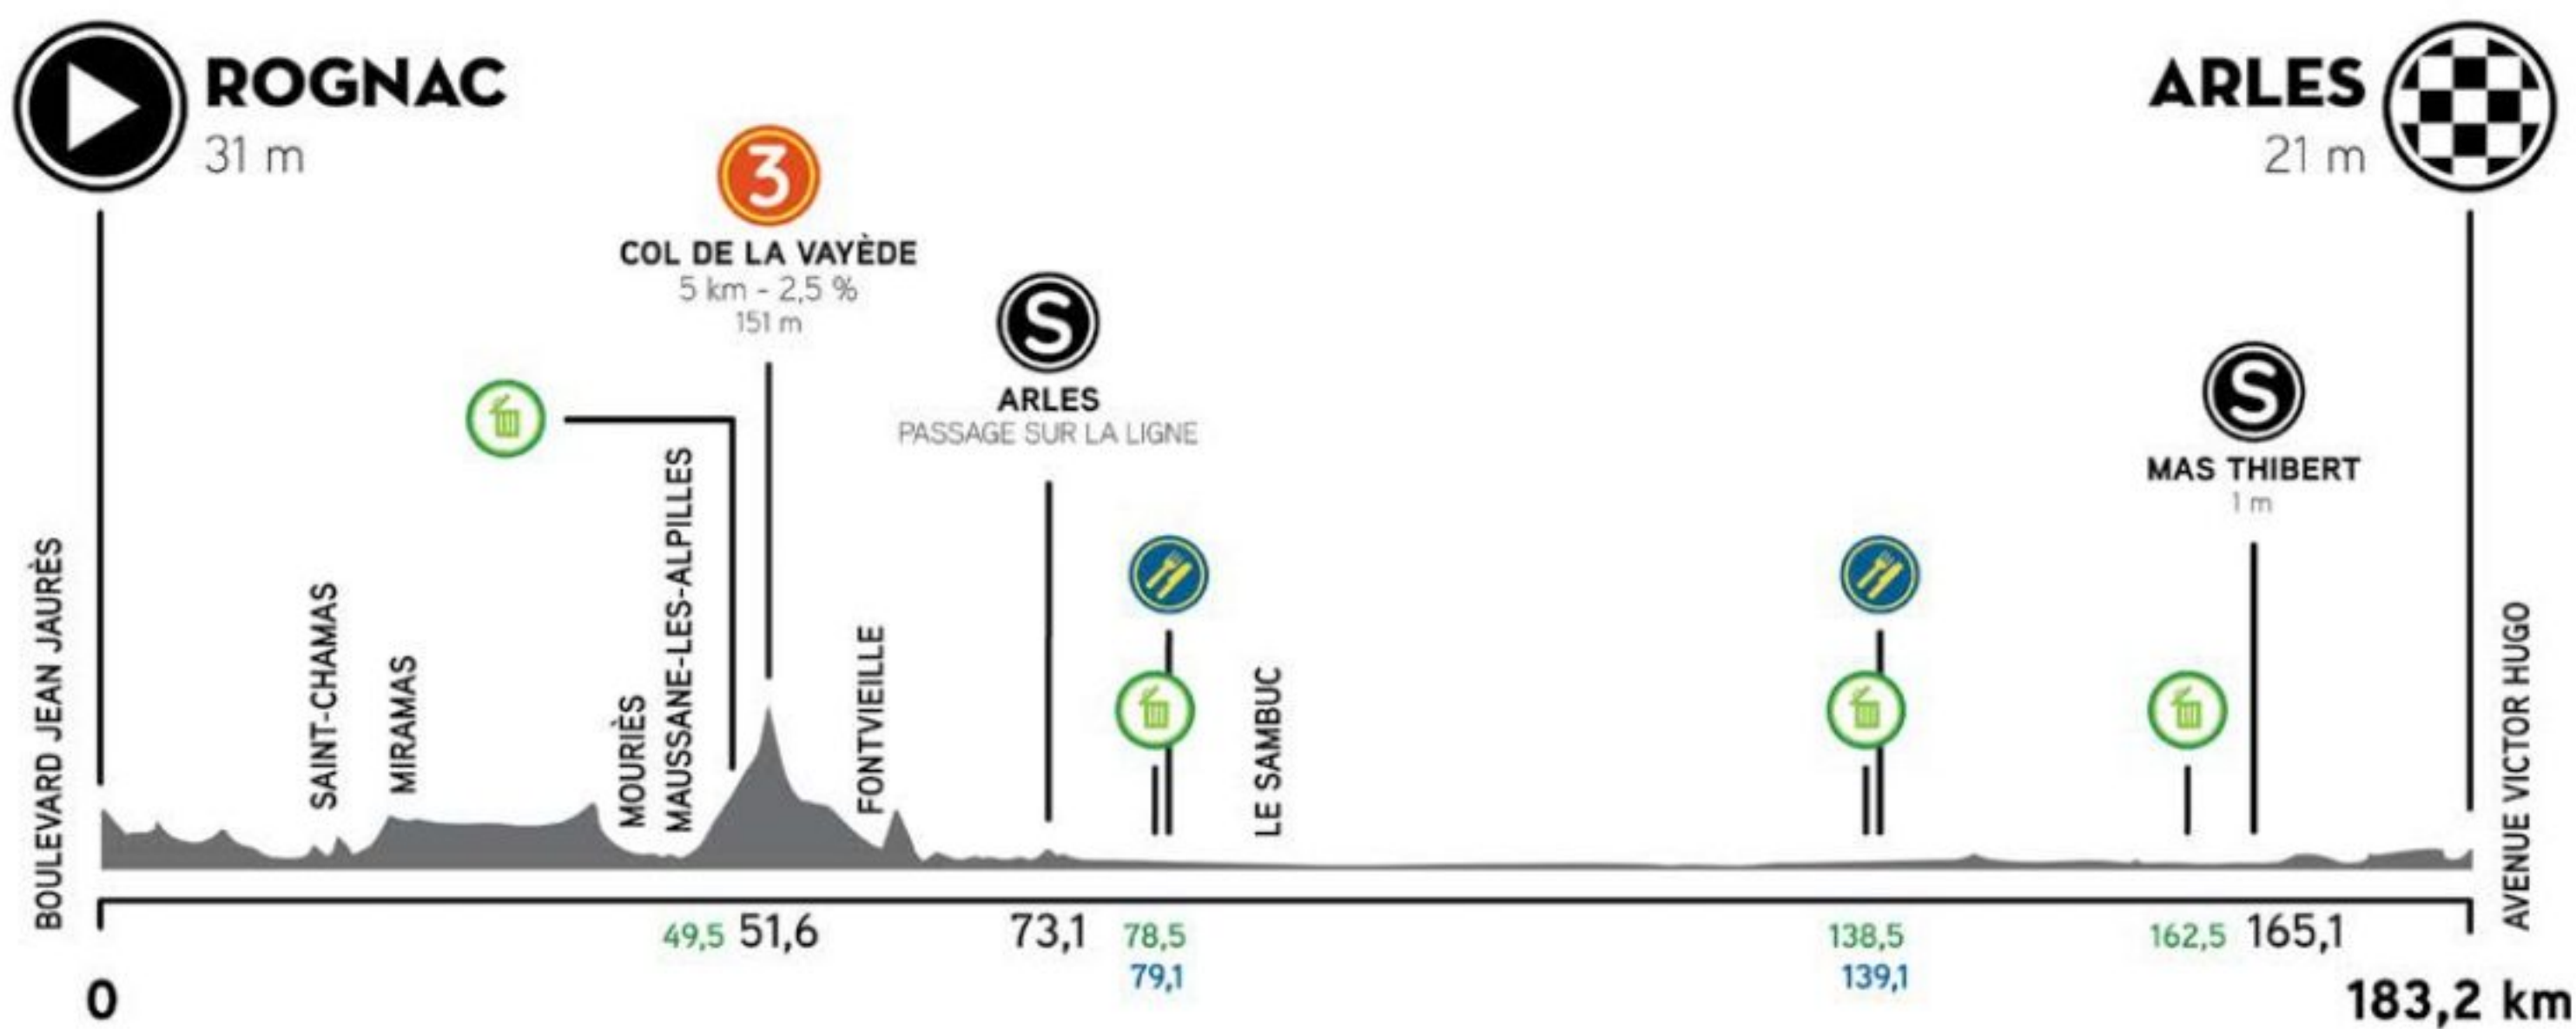 ROGNAC
31 m
ARLES
21 m
3
COL DE LA VAYÈDE
5 km - 2,5 %
151 m
S
ARLES
PASSAGE SUR LA LIGNE
S
MAS THIBERT
1 m
BOULEVARD JEAN JAURÈS
SAINT-CHAMAS
MIRAMAS
MOURIÈS
MAUSSANE-LES-ALPILLES
FONTVIEILLE
LE SAMBUC
AVENUE VICTOR HUGO
49,5 51,6 73,1 78,5 138,5 162,5 165,1
79,1 139,1
0 183,2 km